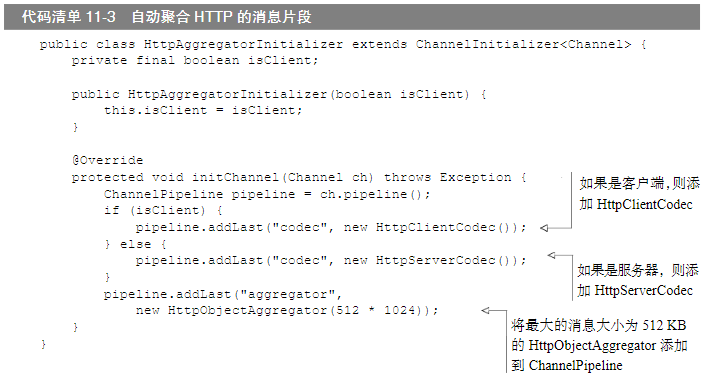 代码清单 11-3 自动聚合 HTTP 的消息片段
public class HttpAggregatorInitializer extends ChannelInitializer<Channel> {
    private final boolean isClient;

    public HttpAggregatorInitializer(boolean isClient) {
        this.isClient = isClient;
    }

    @Override
    protected void initChannel(Channel ch) throws Exception {
        ChannelPipeline pipeline = ch.pipeline();
        if (isClient) {
            pipeline.addLast("codec", new HttpClientCodec());
        } else {
            pipeline.addLast("codec", new HttpServerCodec());
        }
        pipeline.addLast("aggregator",
            new HttpObjectAggregator(512 * 1024));
    }
}
如果是客户端，则添
加 HttpClientCodec
如果是服务器，则添
加 HttpServerCodec
将最大的消息大小为 512 KB
的 HttpObjectAggregator 添加
到 ChannelPipeline